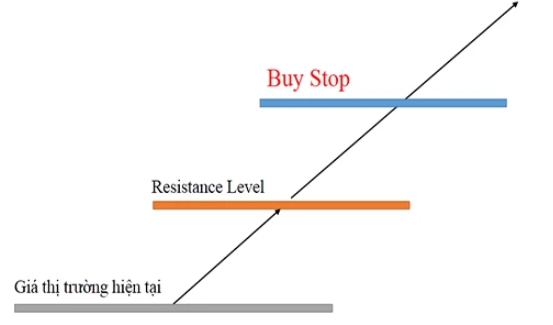 Buy Stop
Resistance Level
Giá thị trường hiện tại